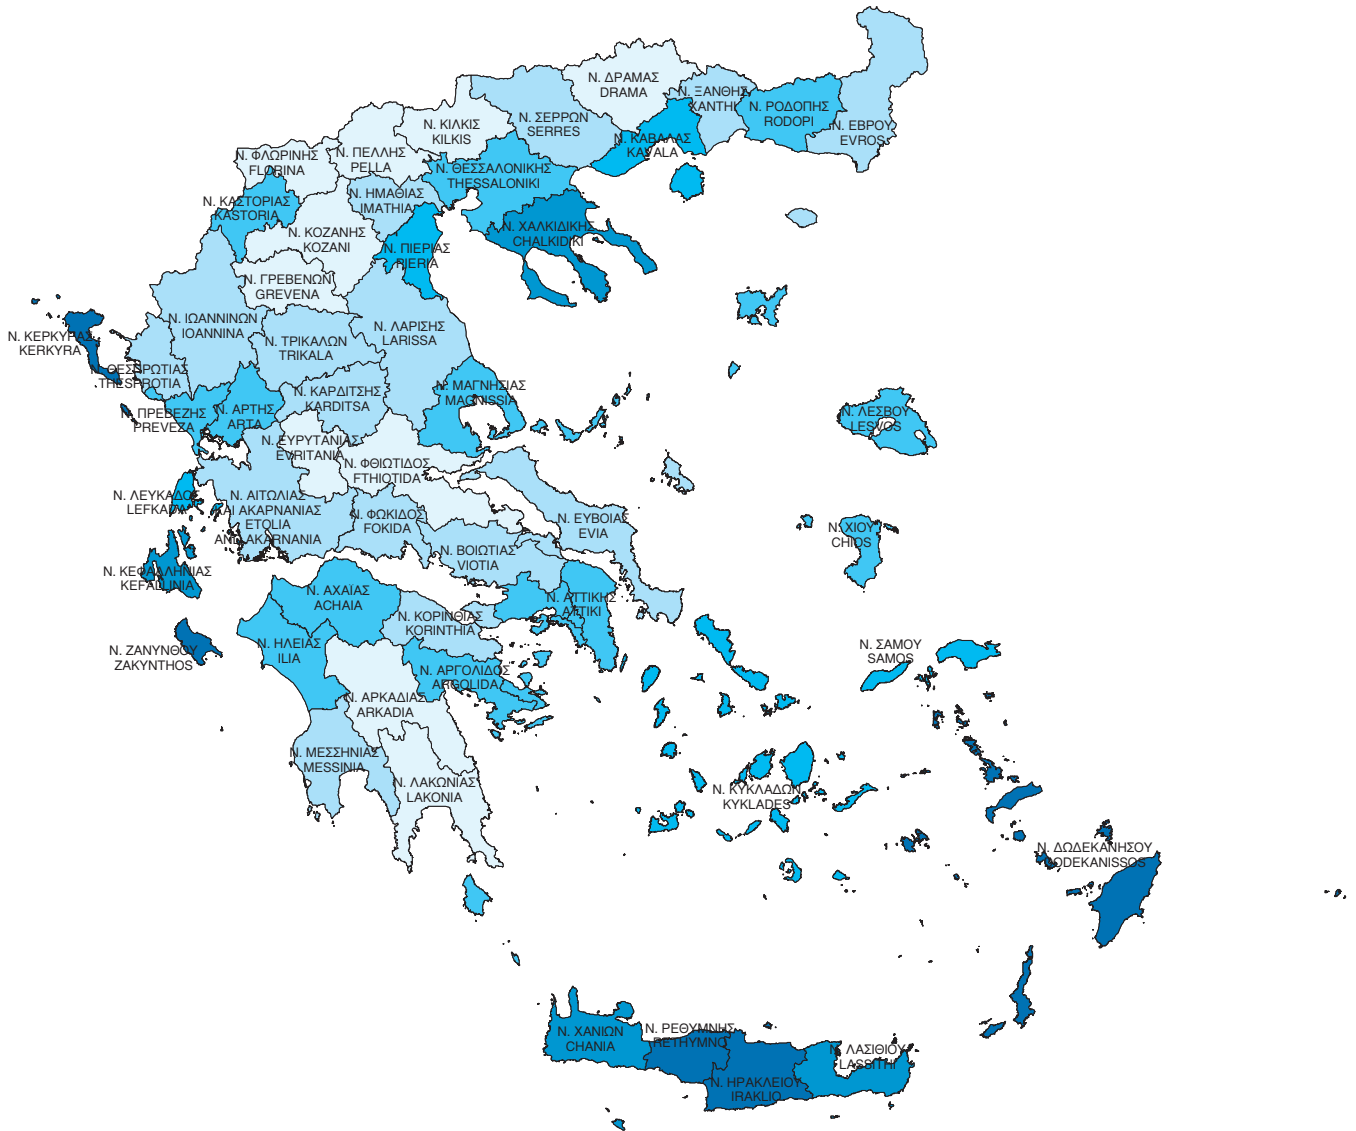 Ν. ΔΡΑΜΑΣ
DRAMA
Ν. ΞΑΝΘΗΣ
XANTHI
Ν. ΡΟΔΟΠΗΣ
RODOPI
Ν. ΕΒΡΟΥ
EVROS
Ν. ΚΙΛΚΙΣ
KILKIS
Ν. ΣΕΡΡΩΝ
SERRES
Ν. ΚΑΒΑΛΑΣ
KAVALA
Ν. ΦΛΩΡΙΝΗΣ
FLORINA
Ν. ΠΕΛΛΗΣ
PELLA
Ν. ΘΕΣΣΑΛΟΝΙΚΗΣ
THESSALONIKI
Ν. ΚΑΣΤΟΡΙΑΣ
KASTORIA
Ν. ΗΜΑΘΙΑΣ
IMATHIA
Ν. ΚΟΖΑΝΗΣ
KOZANI
Ν. ΠΙΕΡΙΑΣ
PIERIA
Ν. ΧΑΛΚΙΔΙΚΗΣ
CHALKIDIKI
Ν. ΓΡΕΒΕΝΩΝ
GREVENA
Ν. ΚΕΡΚΥΡΑΣ
KERKYRA
Ν. ΙΩΑΝΝΙΝΩΝ
IOANNINA
Ν. ΤΡΙΚΑΛΩΝ
TRIKALA
Ν. ΛΑΡΙΣΗΣ
LARISSA
Ν. ΘΕΣΠΡΩΤΙΑΣ
THESPROTIA
Ν. ΚΑΡΔΙΤΣΗΣ
KARDITSA
Ν. ΜΑΓΝΗΣΙΑΣ
MAGNISSIA
Ν. ΠΡΕΒΕΖΗΣ
PREVEZA
Ν. ΑΡΤΗΣ
ARTA
Ν. ΛΕΣΒΟΥ
LESVOS
Ν. ΕΥΡΥΤΑΝΙΑΣ
EVRITANIA
Ν. ΦΘΙΩΤΙΔΟΣ
FTHIOTIDA
Ν. ΛΕΥΚΑΔΟΣ
LEFKADA
Ν. ΑΙΤΩΛΙΑΣ
ΚΑΙ ΑΚΑΡΝΑΝΙΑΣ
ETOLIA
AND AKARNANIA
Ν. ΦΩΚΙΔΟΣ
FOKIDA
Ν. ΕΥΒΟΙΑΣ
EVIA
Ν. ΧΙΟΥ
CHIOS
Ν. ΒΟΙΩΤΙΑΣ
VIOTIA
Ν. ΚΕΦΑΛΛΗΝΙΑΣ
KEFALLINIA
Ν. ΑΧΑΪΑΣ
ACHAIA
Ν. ΑΤΤΙΚΗΣ
ATTIKI
Ν. ΚΟΡΙΝΘΙΑΣ
KORINTHIA
Ν. ΖΑΝΥΝΘΟΥ
ZAKYNTHOS
Ν. ΗΛΕΙΑΣ
ILIA
Ν. ΣΑΜΟΥ
SAMOS
Ν. ΑΡΓΟΛΙΔΟΣ
ARGOLIDA
Ν. ΑΡΚΑΔΙΑΣ
ARKADIA
Ν. ΜΕΣΣΗΝΙΑΣ
MESSINIA
Ν. ΛΑΚΩΝΙΑΣ
LAKONIA
Ν. ΚΥΚΛΑΔΩΝ
KYKLADES
Ν. ΔΩΔΕΚΑΝΗΣΟΥ
DODEKANISSOS
Ν. ΧΑΝΙΩΝ
CHANIA
Ν. ΡΕΘΥΜΝΗΣ
RETHYMNO
Ν. ΛΑΣΙΘΙΟΥ
LASSITHI
Ν. ΗΡΑΚΛΕΙΟΥ
IRAKLIO